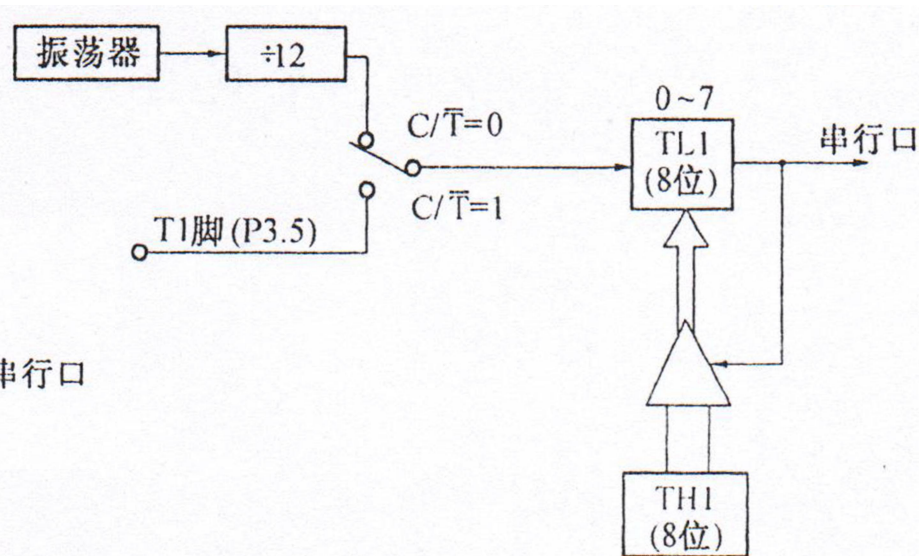 振荡器
÷12
C/T̅=0
C/T̅=1
T1脚(P3.5)
0~7
TL1
(8位)
串行口
串行口
TH1
(8位)